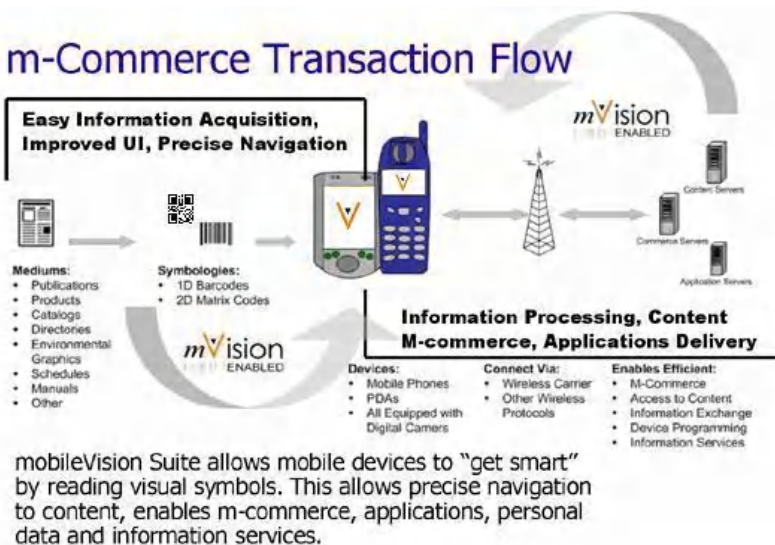 m-Commerce Transaction Flow
Easy Information Acquisition,
Improved UI, Precise Navigation
mVision
ENABLED
Content Servers
Commerce Servers
Application Servers
Mediums:
• Publications
• Products
• Catalogs
• Directories
• Environmental
Graphics
• Schedules
• Manuals
• Other
Symbologies:
• 1D Barcodes
• 2D Matrix Codes
mVision
ENABLED
Information Processing, Content
M-commerce, Applications Delivery
Devices:
• Mobile Phones
• PDAs
• All Equipped with
Digital Camers
Connect Via:
• Wireless Carrier
• Other Wireless
Protocols
Enables Efficient:
• M-Commerce
• Access to Content
• Information Exchange
• Device Programming
• Information Services
mobileVision Suite allows mobile devices to “get smart”
by reading visual symbols. This allows precise navigation
to content, enables m-commerce, applications, personal
data and information services.